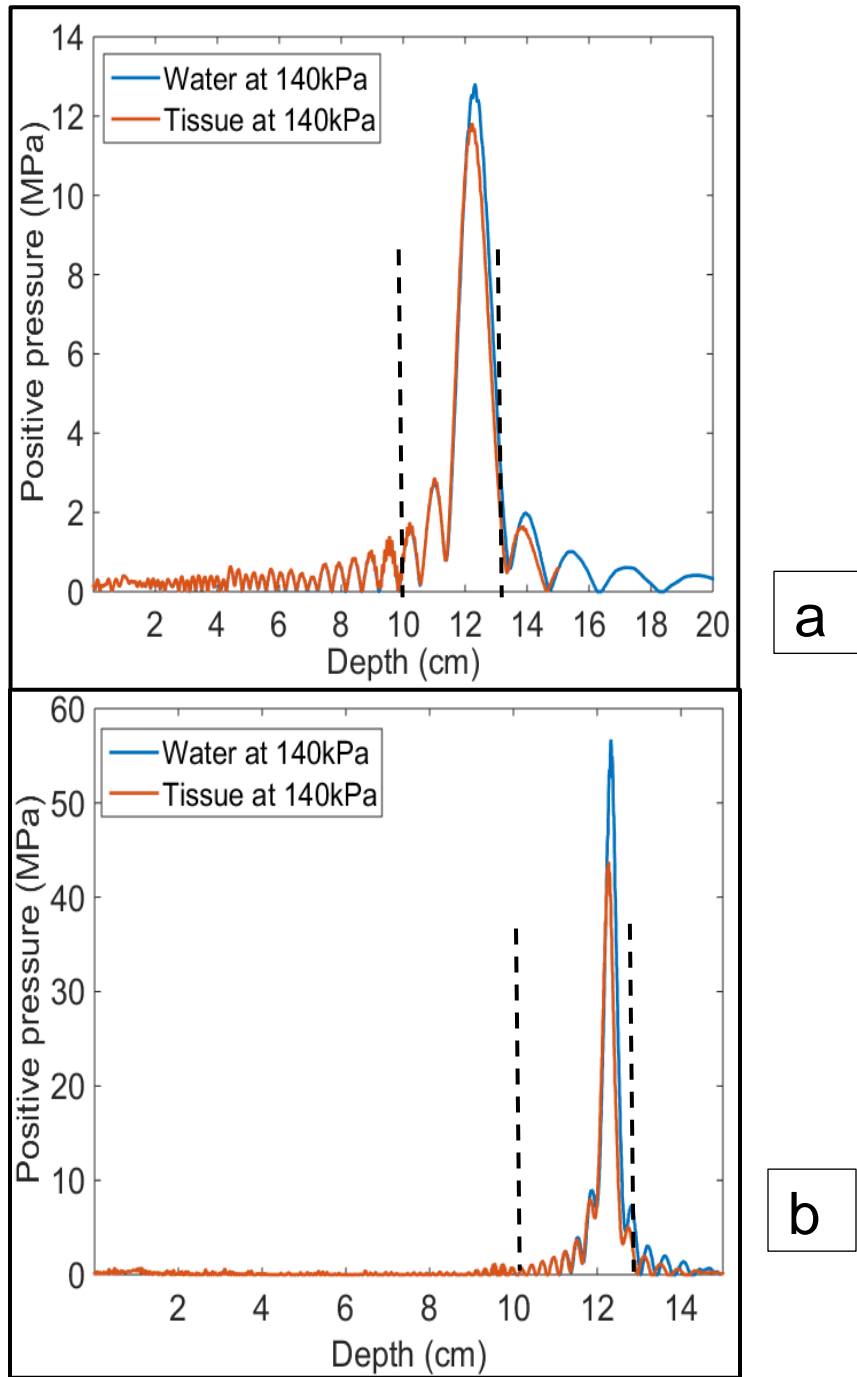 14
12
10
8
6
4
2
0
Positive pressure (MPa)
Water at 140kPa
Tissue at 140kPa
2 4 6 8 10 12 14 16 18 20
Depth (cm)
a
60
50
40
30
20
10
0
Positive pressure (MPa)
Water at 140kPa
Tissue at 140kPa
2 4 6 8 10 12 14
Depth (cm)
b